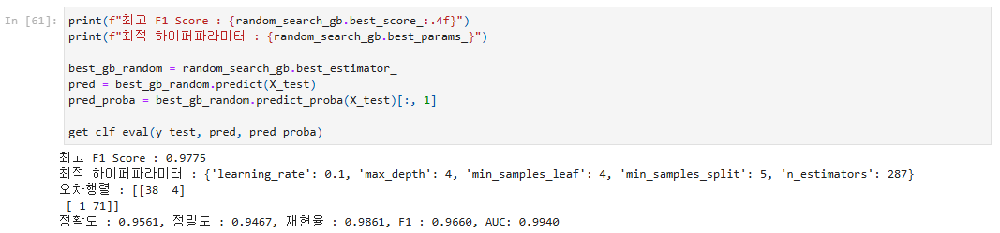 In [61]:
print(f"최고 F1 Score : {random_search_gb.best_score_:.4f}")
print(f"최적 하이퍼파라미터 : {random_search_gb.best_params_}")
best_gb_random = random_search_gb.best_estimator_
pred = best_gb_random.predict(X_test)
pred_proba = best_gb_random.predict_proba(X_test)[:, 1]
get_clf_eval(y_test, pred, pred_proba)
최고 F1 Score : 0.9775
최적 하이퍼파라미터 : {'learning_rate': 0.1, 'max_depth': 4, 'min_samples_leaf': 4, 'min_samples_split': 5, 'n_estimators': 287}
오차행렬 : [[38  4]
 [ 1 71]]
정확도 : 0.9561, 정밀도 : 0.9467, 재현율 : 0.9861, F1 : 0.9660, AUC: 0.9940